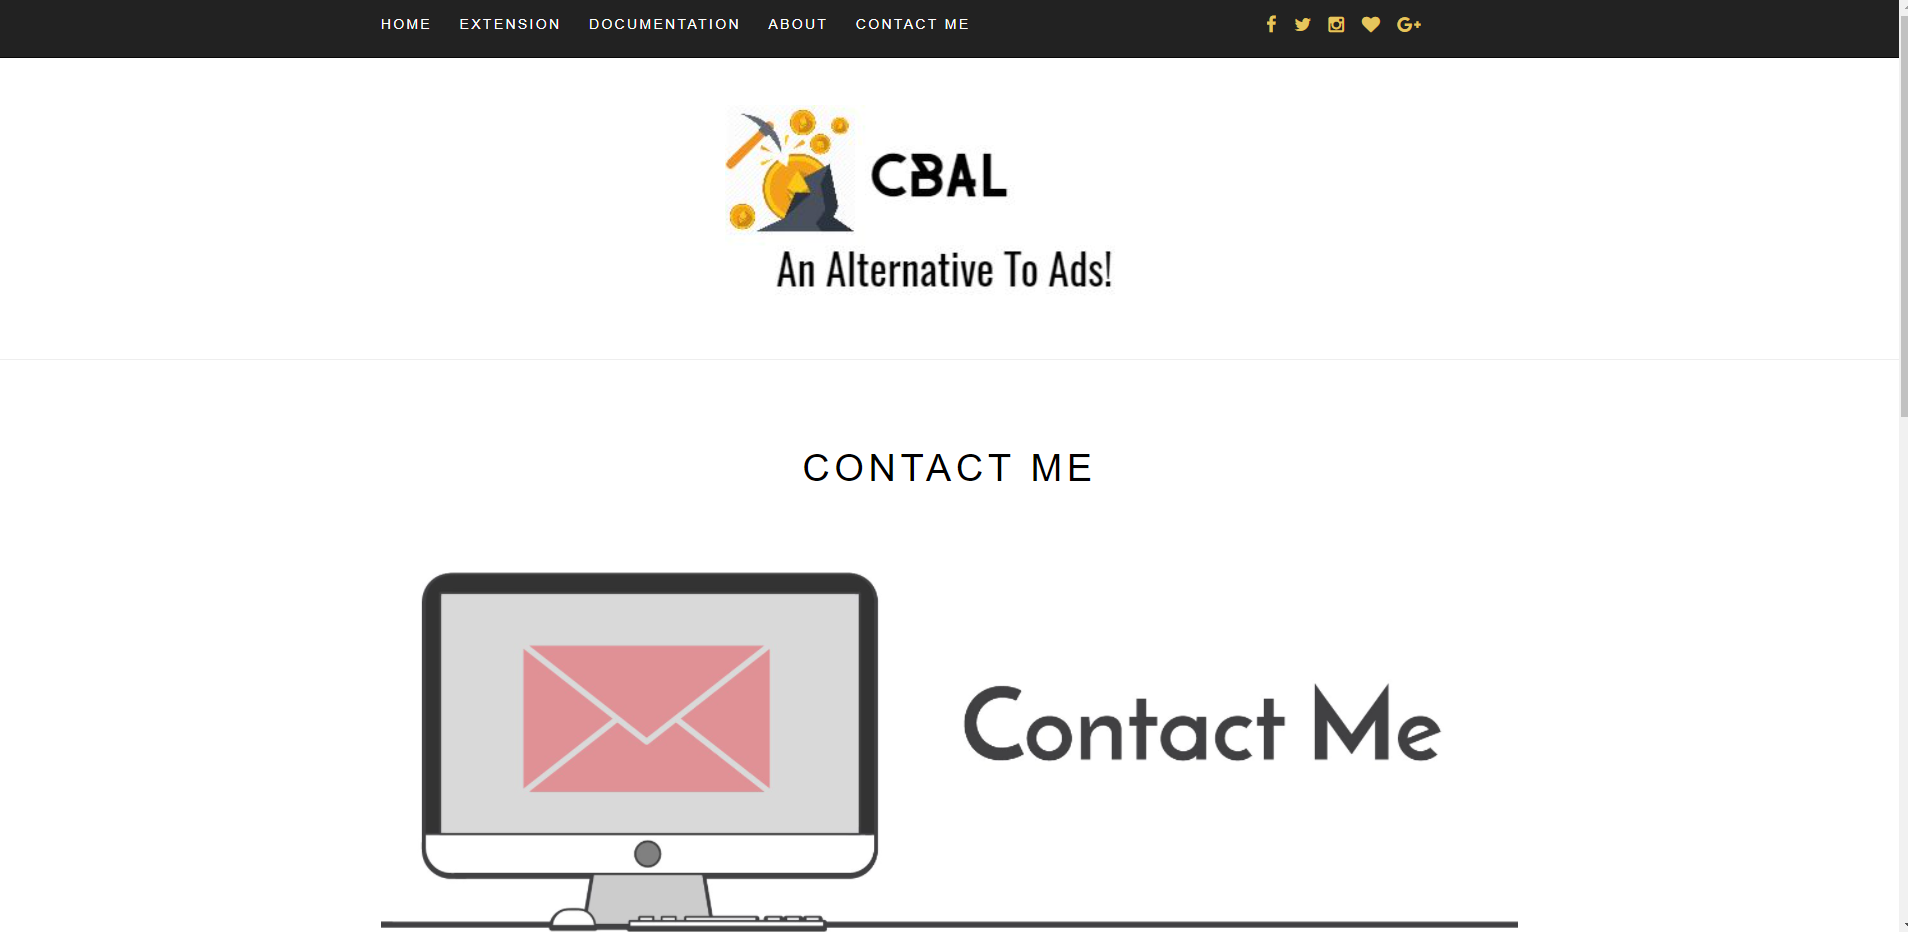 HOME EXTENSION DOCUMENTATION ABOUT CONTACT ME
CBAL
An Alternative To Ads!
CONTACT ME
Contact Me